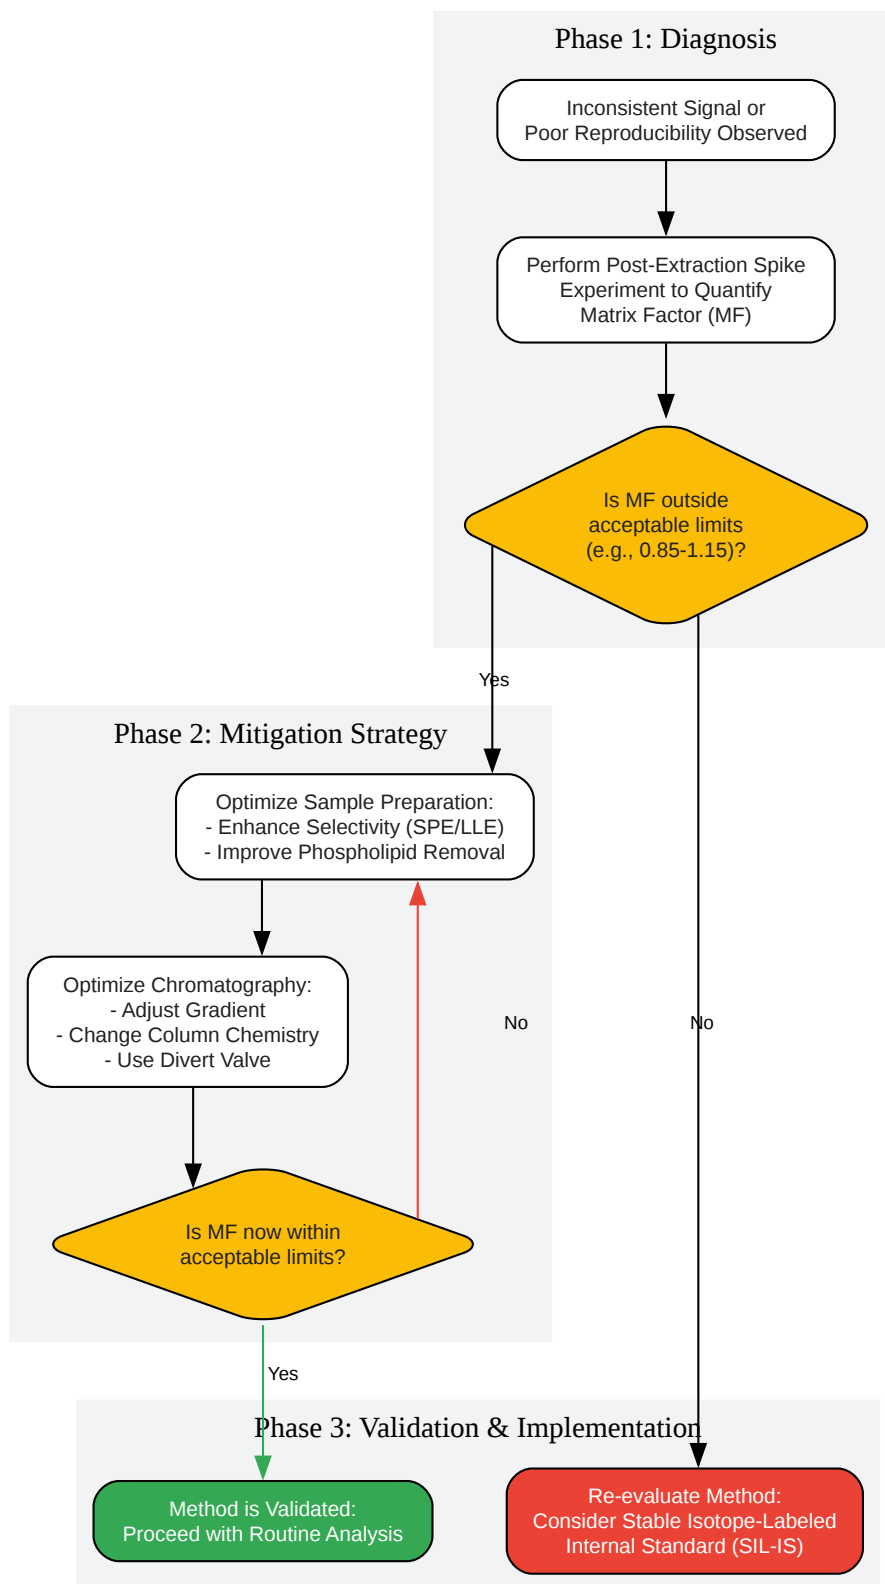 Phase 1: Diagnosis
Inconsistent Signal or
Poor Reproducibility Observed
Perform Post-Extraction Spike
Experiment to Quantify
Matrix Factor (MF)
Is MF outside
acceptable limits
(e.g., 0.85-1.15)?
Yes
Phase 2: Mitigation Strategy
Optimize Sample Preparation:
- Enhance Selectivity (SPE/LLE)
- Improve Phospholipid Removal
Optimize Chromatography:
- Adjust Gradient
- Change Column Chemistry
- Use Divert Valve
No
No
Is MF now within
acceptable limits?
Yes
Phase 3: Validation & Implementation
Method is Validated:
Proceed with Routine Analysis
Re-evaluate Method:
Consider Stable Isotope-Labeled
Internal Standard (SIL-IS)